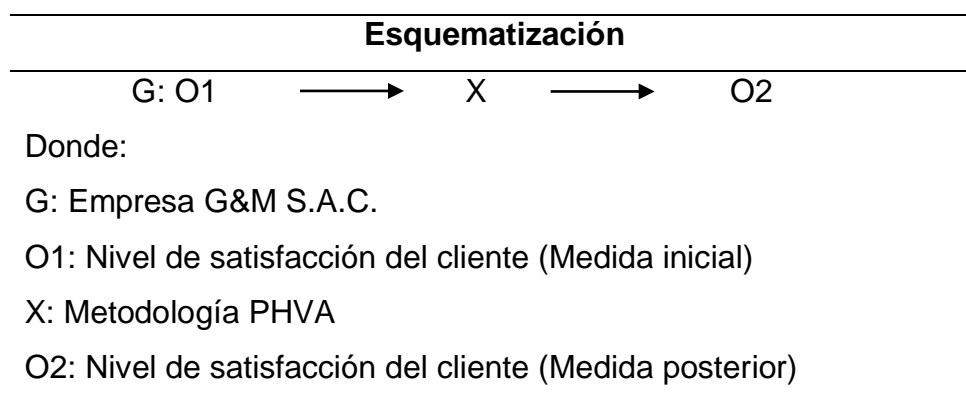 Esquematización
G: O1 → X → O2
Donde:
G: Empresa G&M S.A.C.
O1: Nivel de satisfacción del cliente (Medida inicial)
X: Metodología PHVA
O2: Nivel de satisfacción del cliente (Medida posterior)